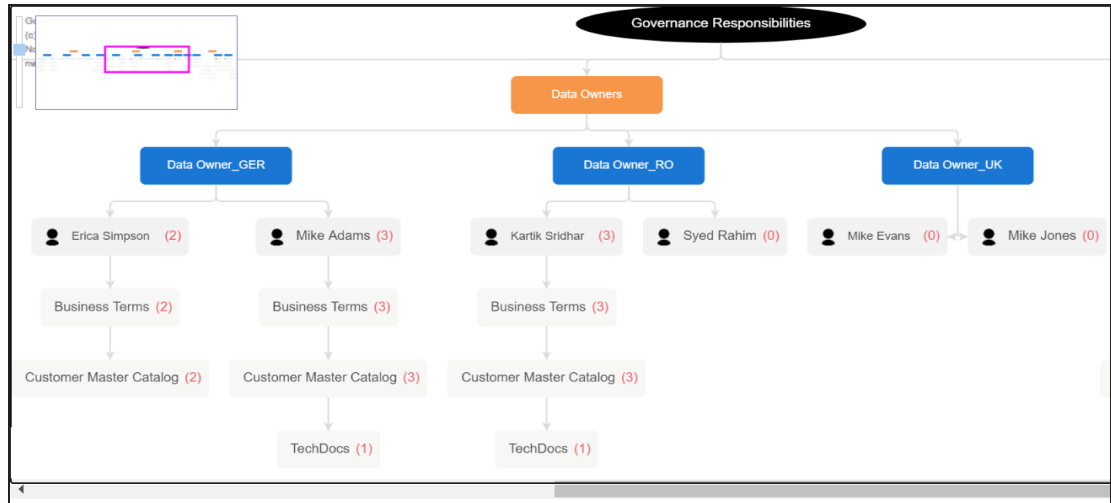 Governance Responsibilities
Data Owners
Data Owner_GER
Data Owner_RO
Data Owner_UK
Erica Simpson (2)
Mike Adams (3)
Kartik Sridhar (3)
Syed Rahim (0)
Mike Evans (0)
Mike Jones (0)
Business Terms (2)
Business Terms (3)
Business Terms (3)
Customer Master Catalog (2)
Customer Master Catalog (3)
Customer Master Catalog (3)
TechDocs (1)
TechDocs (1)